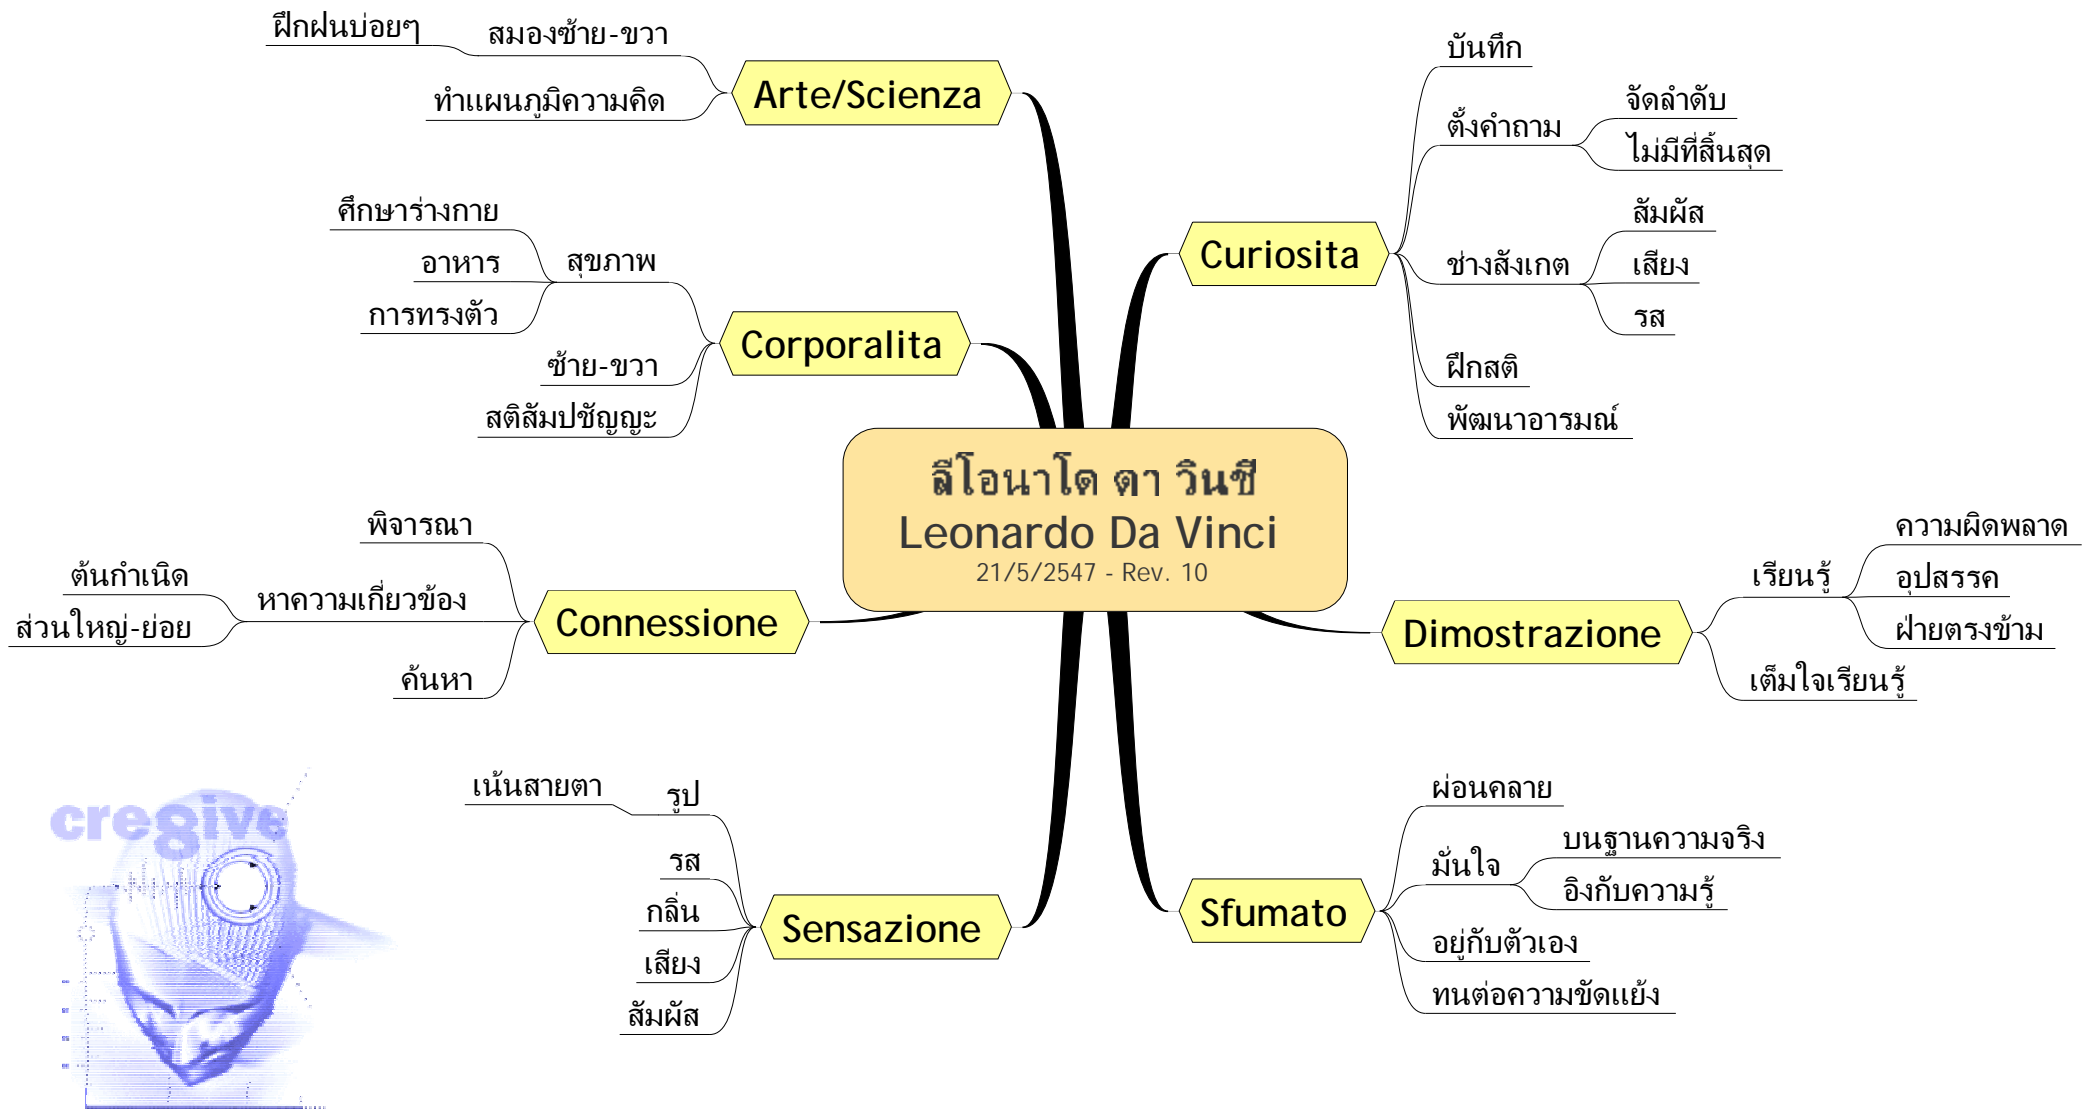 ลีโอนาโด ดา วินซี
Leonardo Da Vinci
21/5/2547 - Rev. 10
Curiosita
บันทึก
ตั้งคำถาม
จัดลำดับ
ไม่มีที่สิ้นสุด
ช่างสังเกต
สัมผัส
เสียง
รส
ฝึกสติ
พัฒนาอารมณ์
Dimostrazione
เรียนรู้
ความผิดพลาด
อุปสรรค
ฝ่ายตรงข้าม
เต็มใจเรียนรู้
Sfumato
ผ่อนคลาย
มั่นใจ
บนฐานความจริง
อิงกับความรู้
อยู่กับตัวเอง
ทนต่อความขัดแย้ง
Sensazione
รูป
เน้นสายตา
รส
กลิ่น
เสียง
สัมผัส
Connessione
พิจารณา
หาความเกี่ยวข้อง
ต้นกำเนิด
ส่วนใหญ่-ย่อย
ค้นหา
Corporalita
สุขภาพ
ศึกษาร่างกาย
อาหาร
การทรงตัว
ซ้าย-ขวา
สติสัมปชัญญะ
Arte/Scienza
สมองซ้าย-ขวา
ฝึกฝนบ่อยๆ
ทำแผนภูมิความคิด
cregive